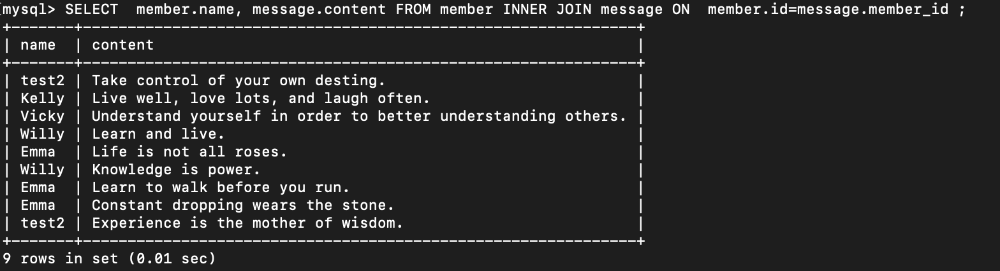 mysql> SELECT  member.name, message.content FROM member INNER JOIN message ON  member.id=message.member_id ;
+-------+--------------------------------------------------------------+
| name  | content                                                      |
+-------+--------------------------------------------------------------+
| test2 | Take control of your own desting.                            |
| Kelly | Live well, love lots, and laugh often.                       |
| Vicky | Understand yourself in order to better understanding others. |
| Willy | Learn and live.                                              |
| Emma  | Life is not all roses.                                       |
| Willy | Knowledge is power.                                          |
| Emma  | Learn to walk before you run.                                |
| Emma  | Constant dropping wears the stone.                           |
| test2 | Experience is the mother of wisdom.                          |
+-------+--------------------------------------------------------------+
9 rows in set (0.01 sec)